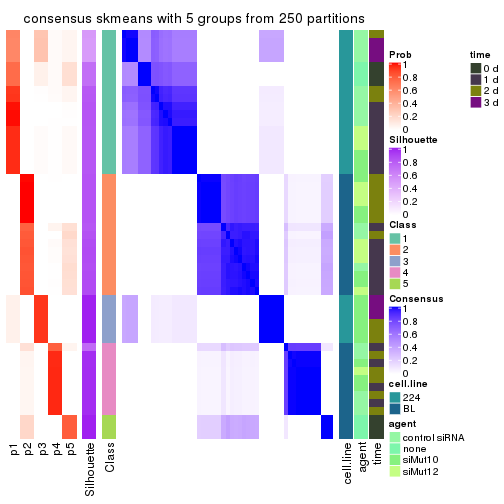 consensus skmeans with 5 groups from 250 partitions
Prob
1
0.8
0.6
0.4
0.2
0
Silhouette
1
0.8
0.6
0.4
0.2
0
Class
1
2
3
4
5
Consensus
1
0.8
0.6
0.4
0.2
0
cell.line
224
BL
agent
control siRNA
none
siMut10
siMut12
time
0 d
1 d
2 d
3 d
p1
p2
p3
p4
p5
Silhouette
Class
cell.line
agent
time